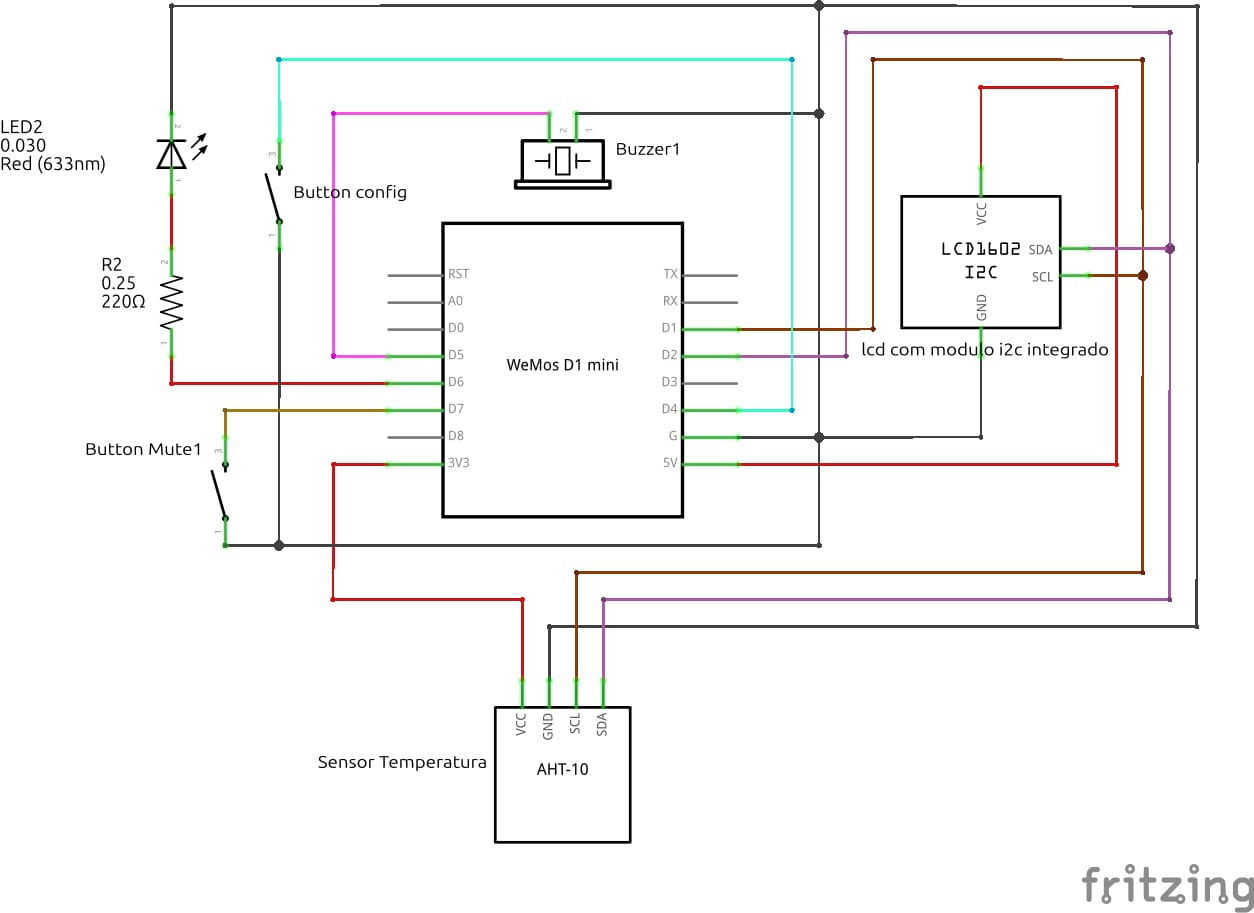 LED2
0.030
Red (633nm)
2
1
3
Button config
1
2
1
Buzzer1
R2
0.25
220Ω
2
1
Button Mute1
3
1
WeMos D1 mini
RST
A0
D0
D5
D6
D7
D8
3V3
TX
RX
D1
D2
D3
D4
G
5V
VCC
LCD1602
I2C
SDA
SCL
GND
lcd com modulo i2c integrado
VCC
GND
SCL
SDA
Sensor Temperatura
AHT-10
fritzing